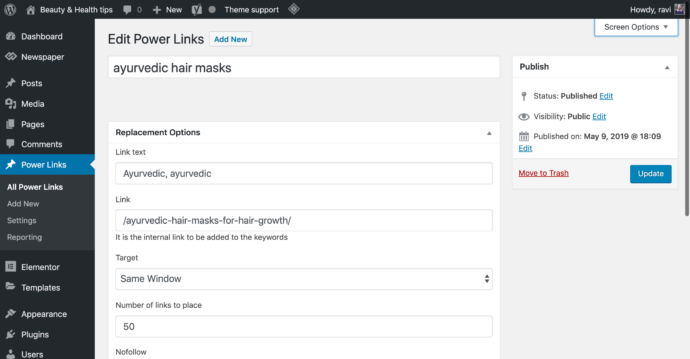 Beauty & Health tips 0 New Theme support Howdy, ravi
Screen Options
Dashboard
Newspaper
Posts
Media
Pages
Comments
Power Links
All Power Links
Add New
Settings
Reporting
Elementor
Templates
Appearance
Plugins
Users
Edit Power Links Add New
ayurvedic hair masks
Replacement Options
Link text
Ayurvedic, ayurvedic
Link
/ayurvedic-hair-masks-for-hair-growth/
It is the internal link to be added to the keywords
Target
Same Window
Number of links to place
50
Nofollow
Publish
Status: Published Edit
Visibility: Public Edit
Published on: May 9, 2019 @ 18:09
Edit
Move to Trash Update